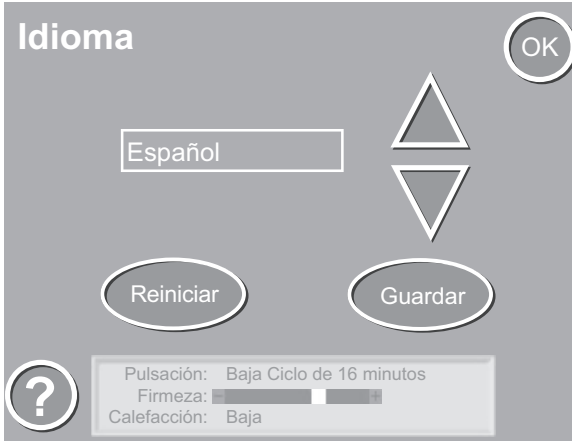 Idioma
OK
Español
Reiniciar
Guardar
?
Pulsación: Baja Ciclo de 16 minutos
Firmeza: - +
Calefacción: Baja